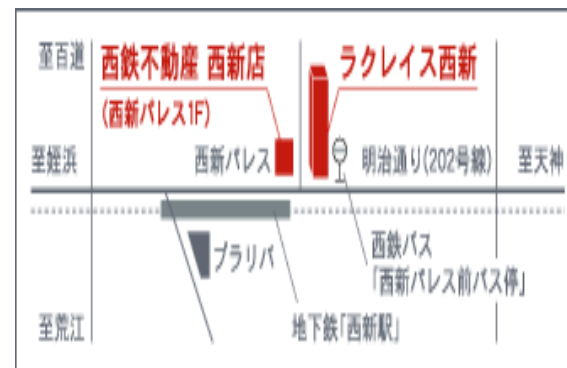 至百道
西鉄不動産 西新店
(西新パレス1F)
ラクレイス西新
至姪浜
西新パレス
明治通り(202号線)
至天神
プラリバ
西鉄バス
「西新パレス前バス停」
至荒江
地下鉄「西新駅」